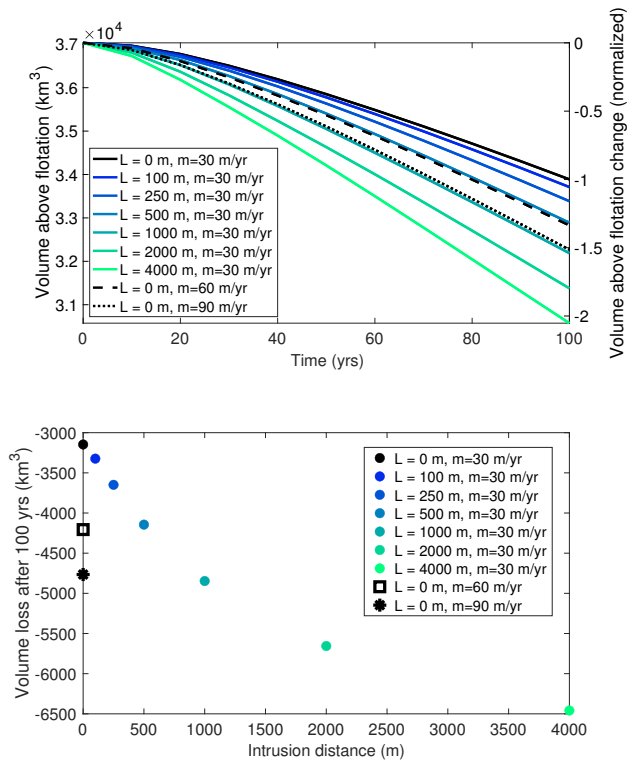 ×10⁴
3.7
3.6
3.5
3.4
3.3
3.2
3.1
Volume above flotation (km³)
0
-0.5
-1
-1.5
-2
Volume above flotation change (normalized)
L = 0 m, m=30 m/yr
L = 100 m, m=30 m/yr
L = 250 m, m=30 m/yr
L = 500 m, m=30 m/yr
L = 1000 m, m=30 m/yr
L = 2000 m, m=30 m/yr
L = 4000 m, m=30 m/yr
L = 0 m, m=60 m/yr
L = 0 m, m=90 m/yr
0 20 40 60 80 100
Time (yrs)
-3000
-3500
-4000
-4500
-5000
-5500
-6000
-6500
Volume loss after 100 yrs (km³)
L = 0 m, m=30 m/yr
L = 100 m, m=30 m/yr
L = 250 m, m=30 m/yr
L = 500 m, m=30 m/yr
L = 1000 m, m=30 m/yr
L = 2000 m, m=30 m/yr
L = 4000 m, m=30 m/yr
L = 0 m, m=60 m/yr
L = 0 m, m=90 m/yr
0 500 1000 1500 2000 2500 3000 3500 4000
Intrusion distance (m)